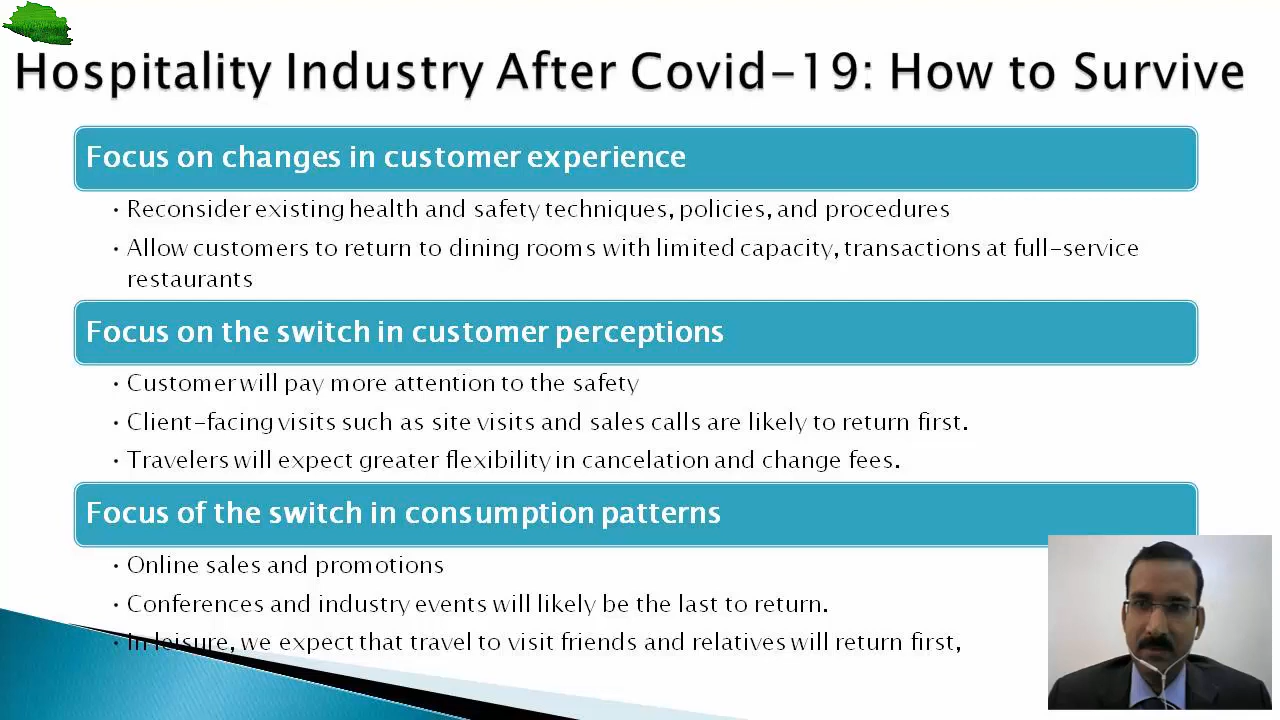 Hospitality Industry After Covid-19: How to Survive
Focus on changes in customer experience
• Reconsider existing health and safety techniques, policies, and procedures
• Allow customers to return to dining rooms with limited capacity, transactions at full-service
restaurants
Focus on the switch in customer perceptions
• Customer will pay more attention to the safety
• Client-facing visits such as site visits and sales calls are likely to return first.
• Travelers will expect greater flexibility in cancelation and change fees.
Focus of the switch in consumption patterns
• Online sales and promotions
• Conferences and industry events will likely be the last to return.
• In leisure, we expect that travel to visit friends and relatives will return first,